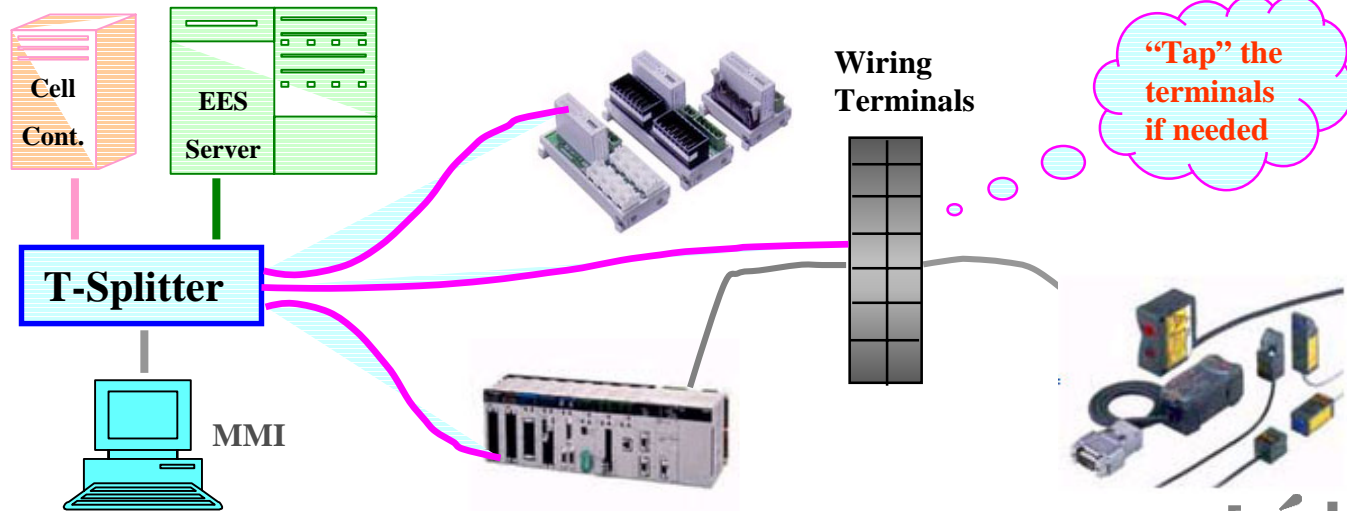 Cell
Cont.
EES
Server
T-Splitter
MMI
Wiring
Terminals
“Tap” the
terminals
if needed